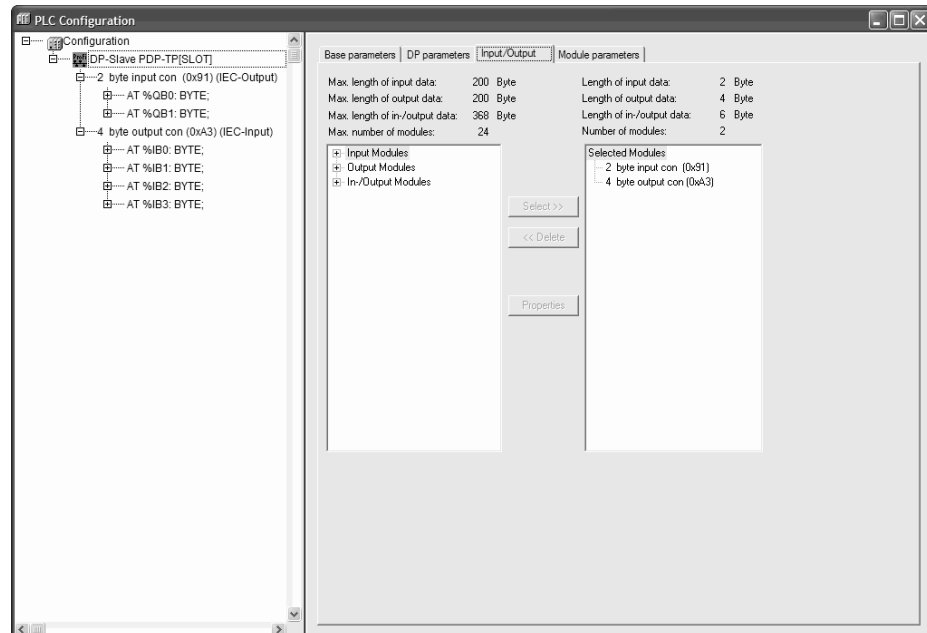 PLC Configuration
Configuration
DP-Slave PDP-TP[SLOT]
2 byte input con (0x91) (IEC-Output)
AT %QB0: BYTE;
AT %QB1: BYTE;
4 byte output con (0xA3) (IEC-Input)
AT %IB0: BYTE;
AT %IB1: BYTE;
AT %IB2: BYTE;
AT %IB3: BYTE;
Base parameters DP parameters Input/Output Module parameters
Max. length of input data: 200 Byte
Max. length of output data: 200 Byte
Max. length of in-/output data: 368 Byte
Max. number of modules: 24
Length of input data: 2 Byte
Length of output data: 4 Byte
Length of in-/output data: 6 Byte
Number of modules: 2
Input Modules
Output Modules
In-/Output Modules
Select >>
<< Delete
Properties
Selected Modules
2 byte input con (0x91)
4 byte output con (0xA3)